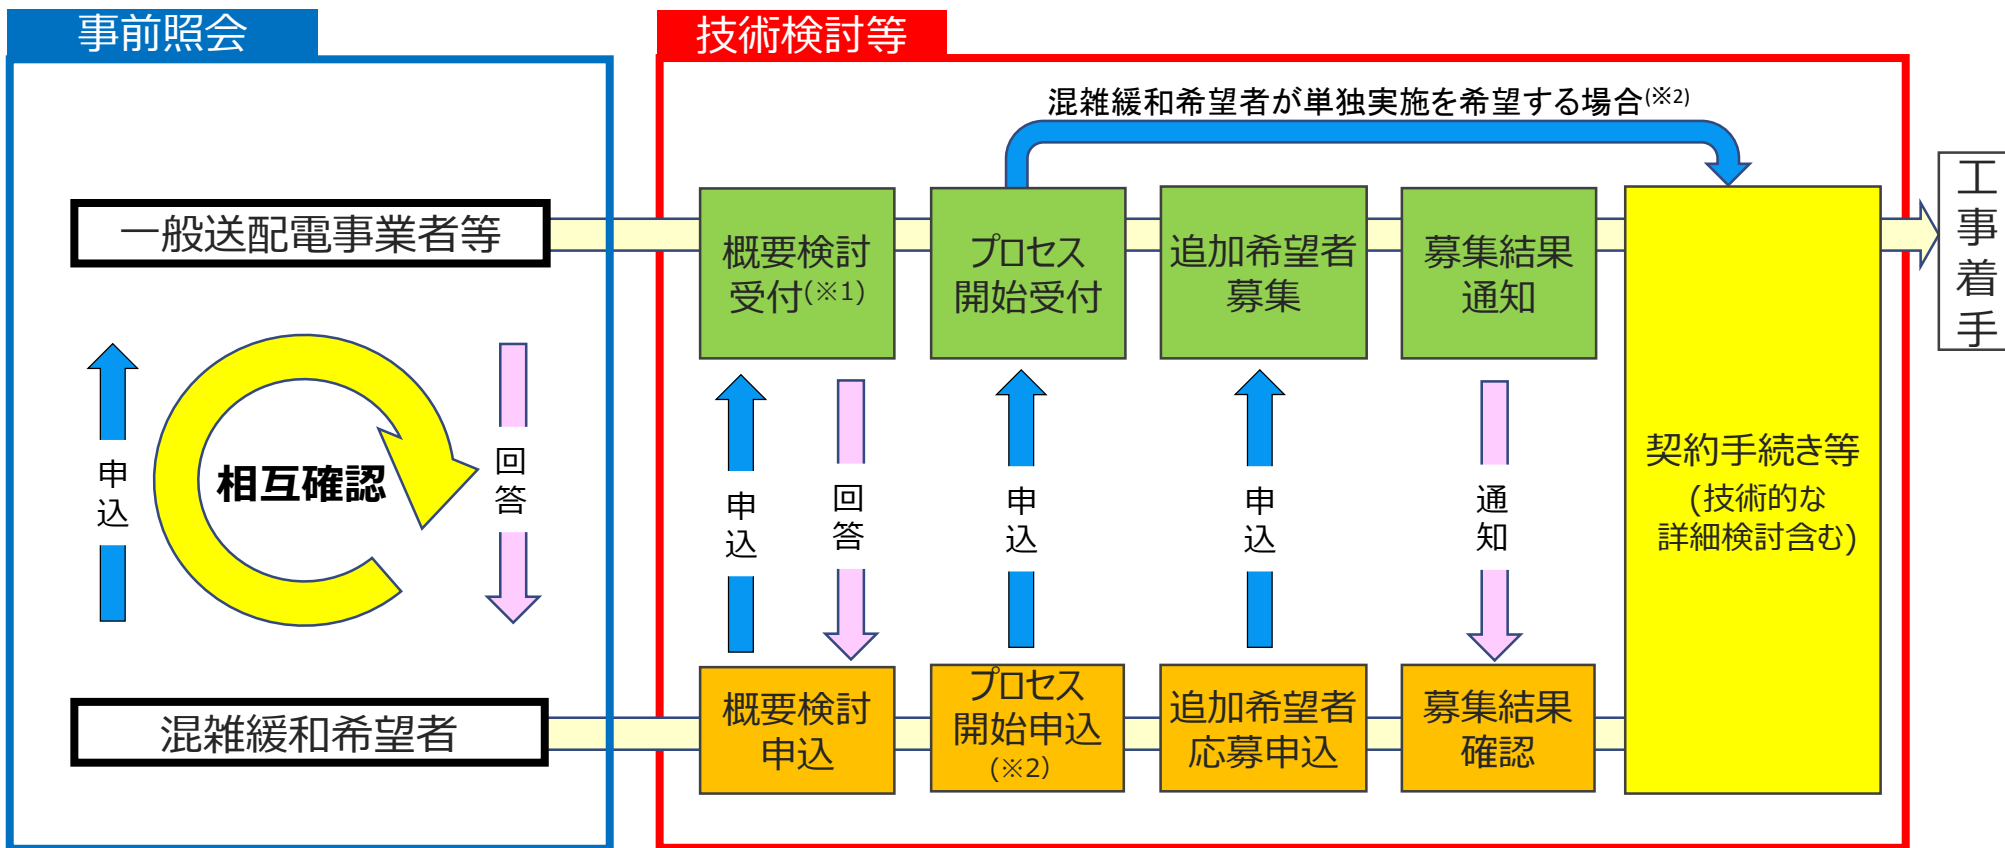 事前照会
技術検討等
混雑緩和希望者が単独実施を希望する場合(※2)
一般送配電事業者等
概要検討
受付(※1)
プロセス
開始受付
追加希望者
募集
募集結果
通知
工事着手
申込
相互確認
回答
申込
回答
申込
申込
通知
契約手続き等
(技術的な
詳細検討含む)
混雑緩和希望者
概要検討
申込
プロセス
開始申込
(※2)
追加希望者
応募申込
募集結果
確認